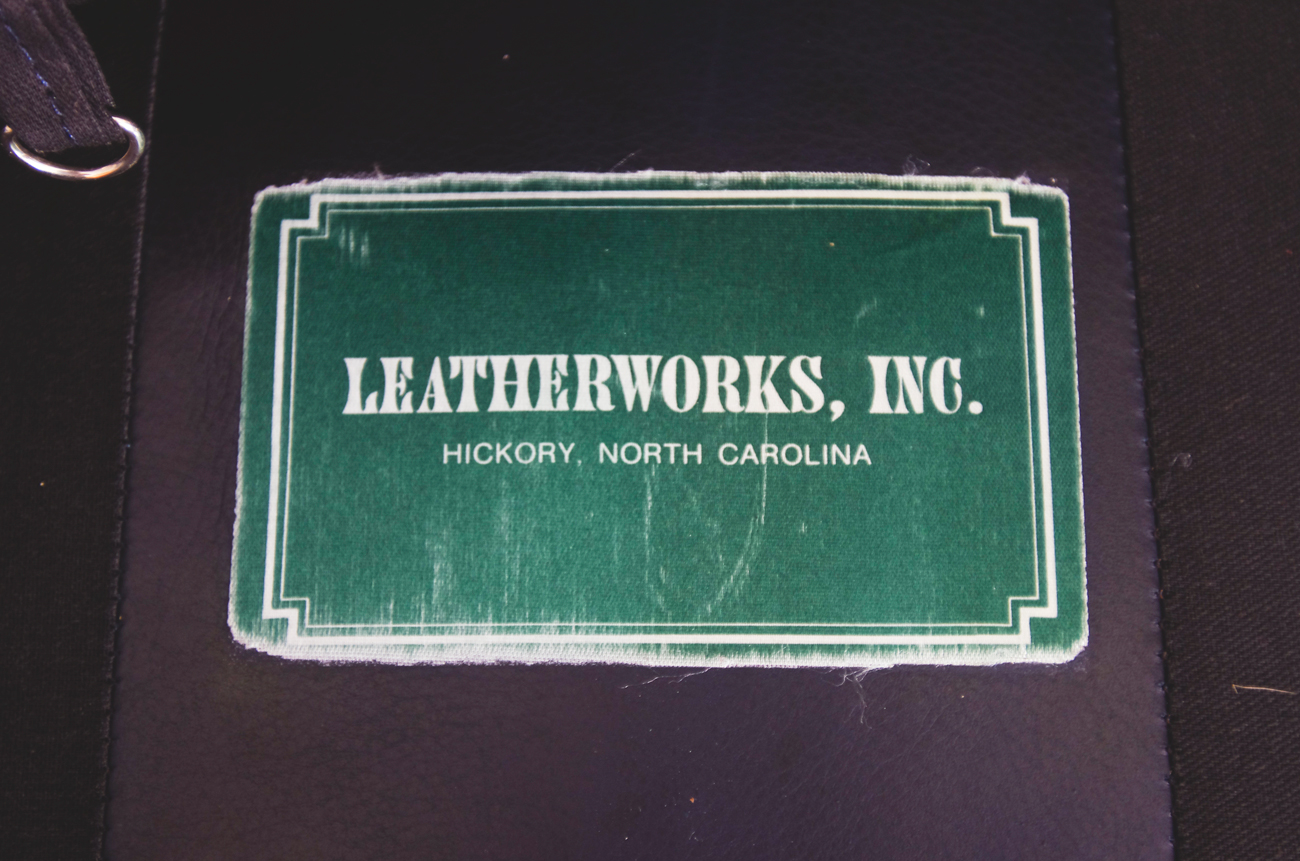 LEATHERWORKS, INC.
HICKORY, NORTH CAROLINA